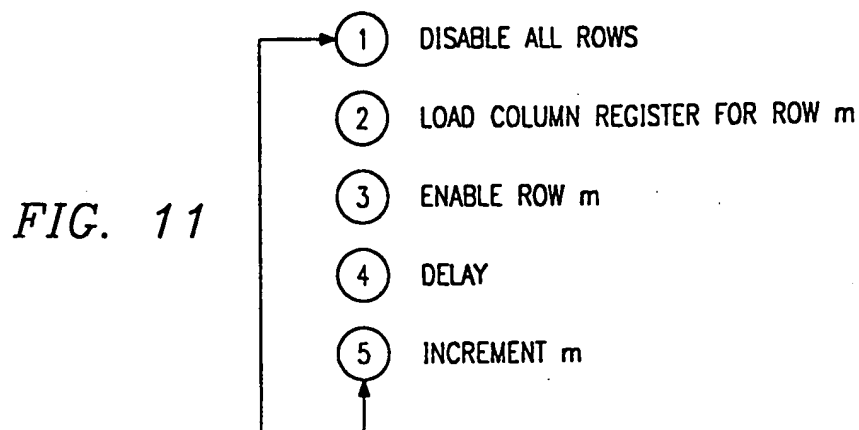 1 DISABLE ALL ROWS
2 LOAD COLUMN REGISTER FOR ROW m
3 ENABLE ROW m
FIG. 11
4 DELAY
5 INCREMENT m